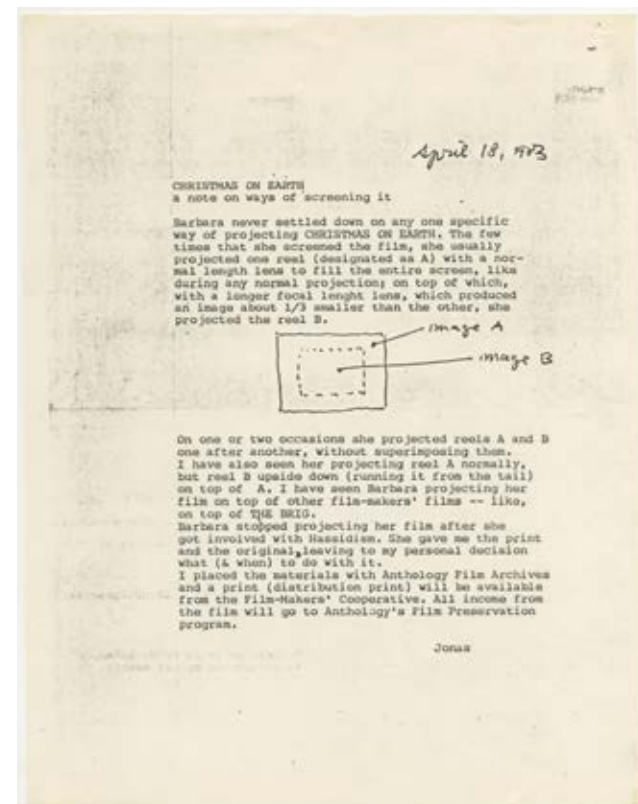 April 18, 1983
CHRISTMAS ON EARTH
a note on ways of screening it
Barbara never settled down on any one specific
way of projecting CHRISTMAS ON EARTH. The few
times that she screened the film, she usually
projected one reel (designated as A) with a nor-
mal length lens to fill the entire screen, like
during any normal projection; on top of which,
with a longer focal lenght lens, which produced
an image about 1/3 smaller than the other, she
projected the reel B.
image A
image B
On one or two occasions she projected reels A and B
one after another, without superimposing them.
I have also seen her projecting reel A normally,
but reel B upside down (running it from the tail)
on top of A. I have seen Barbara projecting her
film on top of other film-makers' films -- like,
on top of THE BRIG.
Barbara stopped projecting her film after she
got involved with Hassidism. She gave me the print
and the original, leaving to my personal decision
what (& when) to do with it.
I placed the materials with Anthology Film Archives
and a print (distribution print) will be available
from the Film-Makers' Cooperative. All income from
the film will go to Anthology's Film Preservation
program.
Jonas